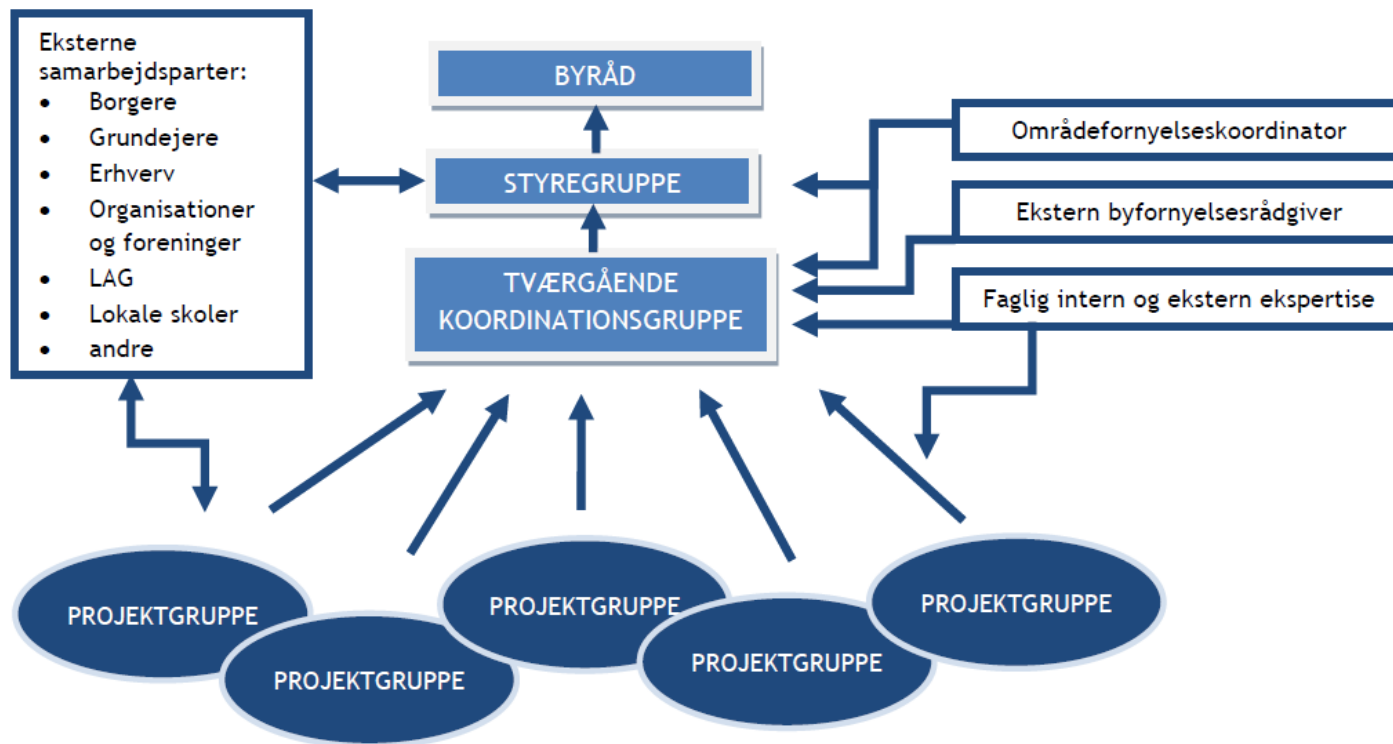 Eksterne
samarbejdsparter:
• Borgere
• Grundejere
• Erhverv
• Organisationer
og foreninger
• LAG
• Lokale skoler
• andre
BYRÅD
STYREGRUPPE
TVÆRGÅENDE
KOORDINATIONSGRUPPE
Områdefornyelseskoordinator
Ekstern byfornyelsesrådgiver
Faglig intern og ekstern ekspertise
PROJEKTGRUPPE
PROJEKTGRUPPE
PROJEKTGRUPPE
PROJEKTGRUPPE
PROJEKTGRUPPE